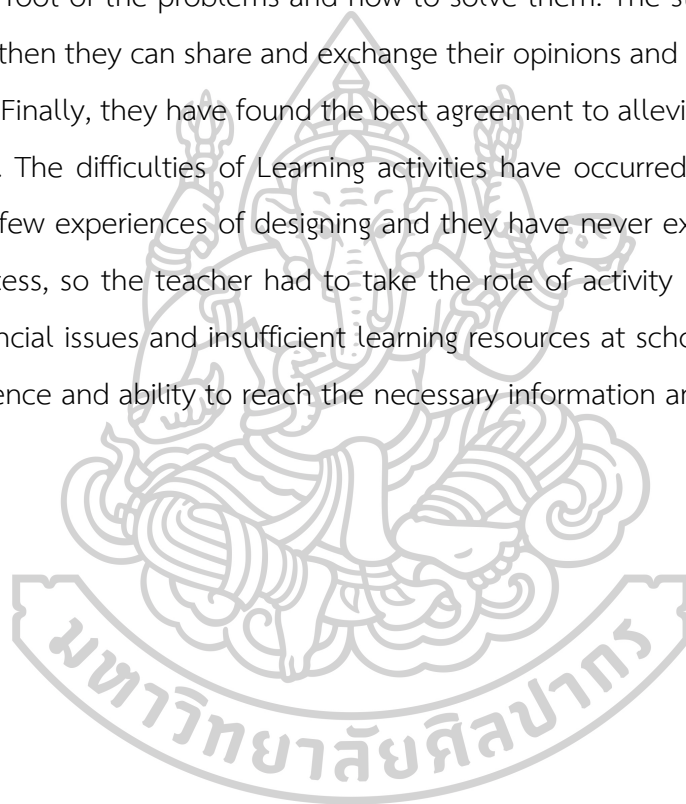 root of the problems and how to solve them. The s
then they can share and exchange their opinions and
Finally, they have found the best agreement to allevi
. The difficulties of Learning activities have occurred
few experiences of designing and they have never ex
ess, so the teacher had to take the role of activity
ncial issues and insufficient learning resources at scho
ence and ability to reach the necessary information an
มหาวิทยาลัยศิลปากร